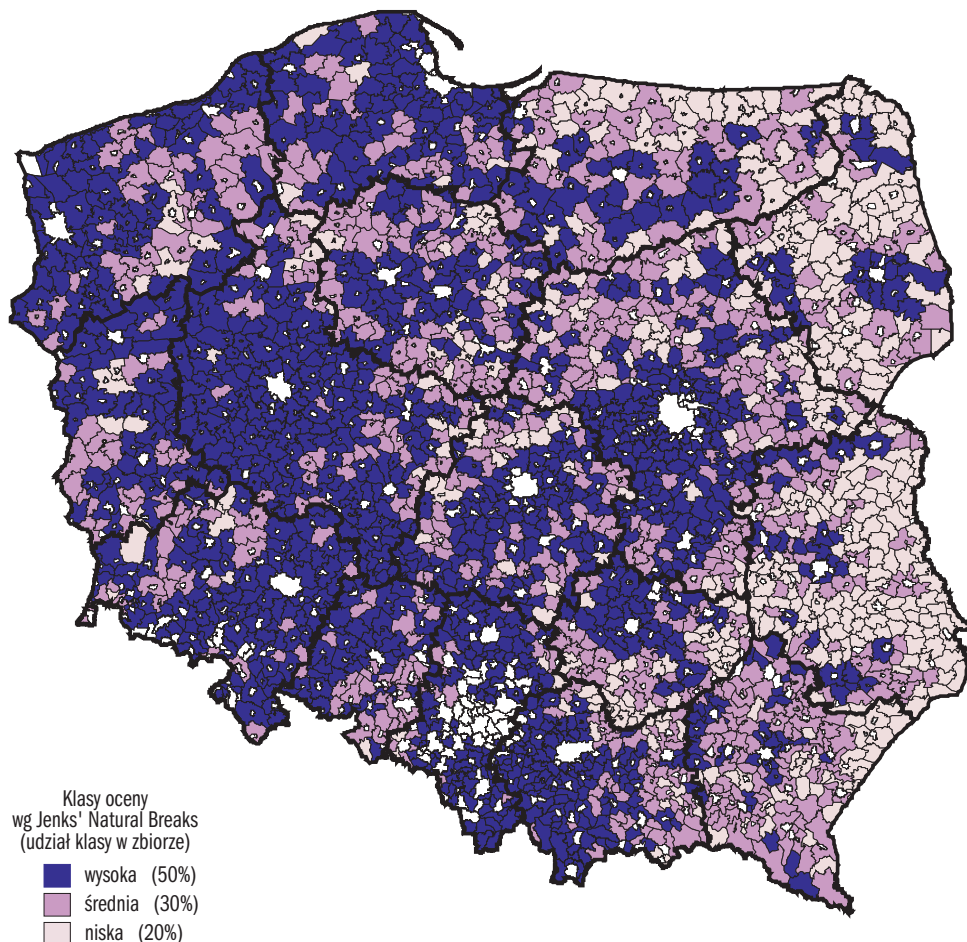 Klasy oceny
wg Jenks' Natural Breaks
(udział klasy w zbiorze)
wysoka (50%)
średnia (30%)
niska (20%)